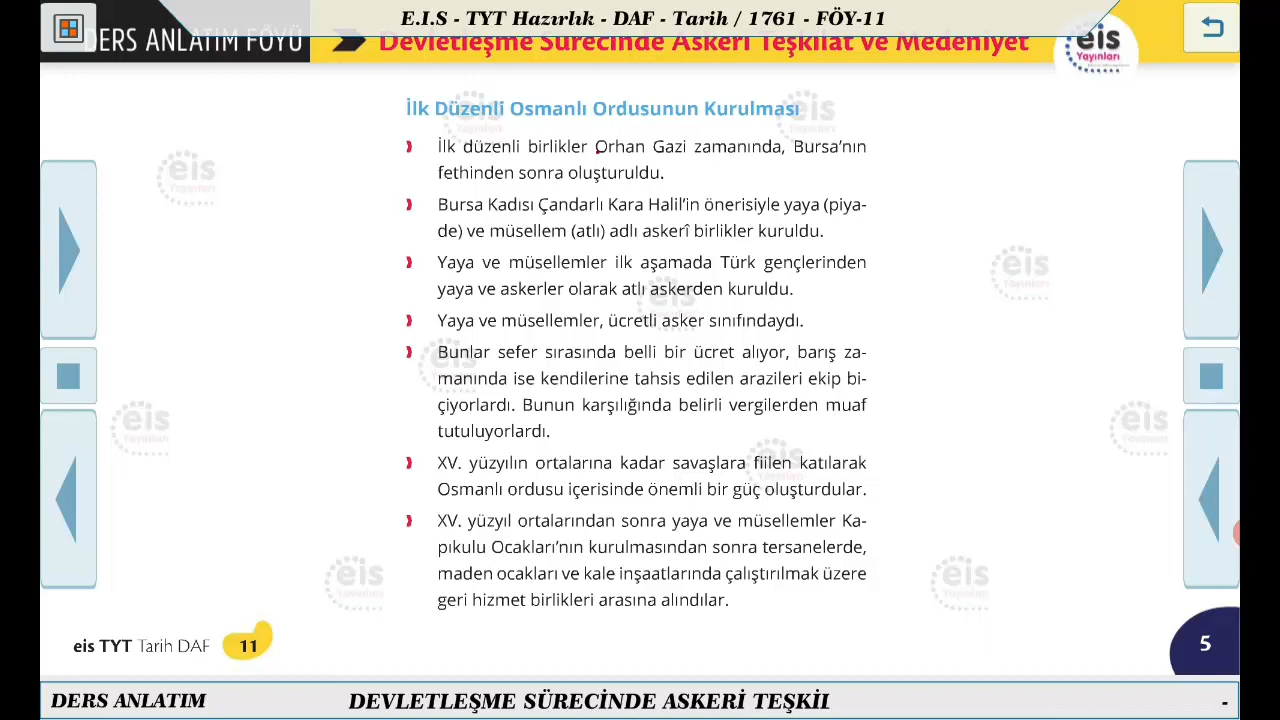 E.I.S - TYT Hazırlık - DAF - Tarih / 1761 - FÖY-11
DERS ANLATIM FÖYÜ
Devletleşme Sürecinde Askeri Teşkilat ve Medeniyet
eis
Yayınları
İlk Düzenli Osmanlı Ordusunun Kurulması
İlk düzenli birlikler Orhan Gazi zamanında, Bursa’nın
fethinden sonra oluşturuldu.
Bursa Kadısı Çandarlı Kara Halil’in önerisiyle yaya (piya-
de) ve müsellem (atlı) adlı askerî birlikler kuruldu.
Yaya ve müsellemler ilk aşamada Türk gençlerinden
yaya ve askerler olarak atlı askerden kuruldu.
Yaya ve müsellemler, ücretli asker sınıfındaydı.
Bunlar sefer sırasında belli bir ücret alıyor, barış za-
manında ise kendilerine tahsis edilen arazileri ekip bi-
çiyorlardı. Bunun karşılığında belirli vergilerden muaf
tutuluyorlardı.
XV. yüzyılın ortalarına kadar savaşlara fiilen katılarak
Osmanlı ordusu içerisinde önemli bir güç oluşturdular.
XV. yüzyıl ortalarından sonra yaya ve müsellemler Ka-
pıkulu Ocakları’nın kurulmasından sonra tersanelerde,
maden ocakları ve kale inşaatlarında çalıştırılmak üzere
geri hizmet birlikleri arasına alındılar.
eis TYT Tarih DAF 11
5
DERS ANLATIM DEVLETLEŞME SÜRECİNDE ASKERİ TEŞKİI -